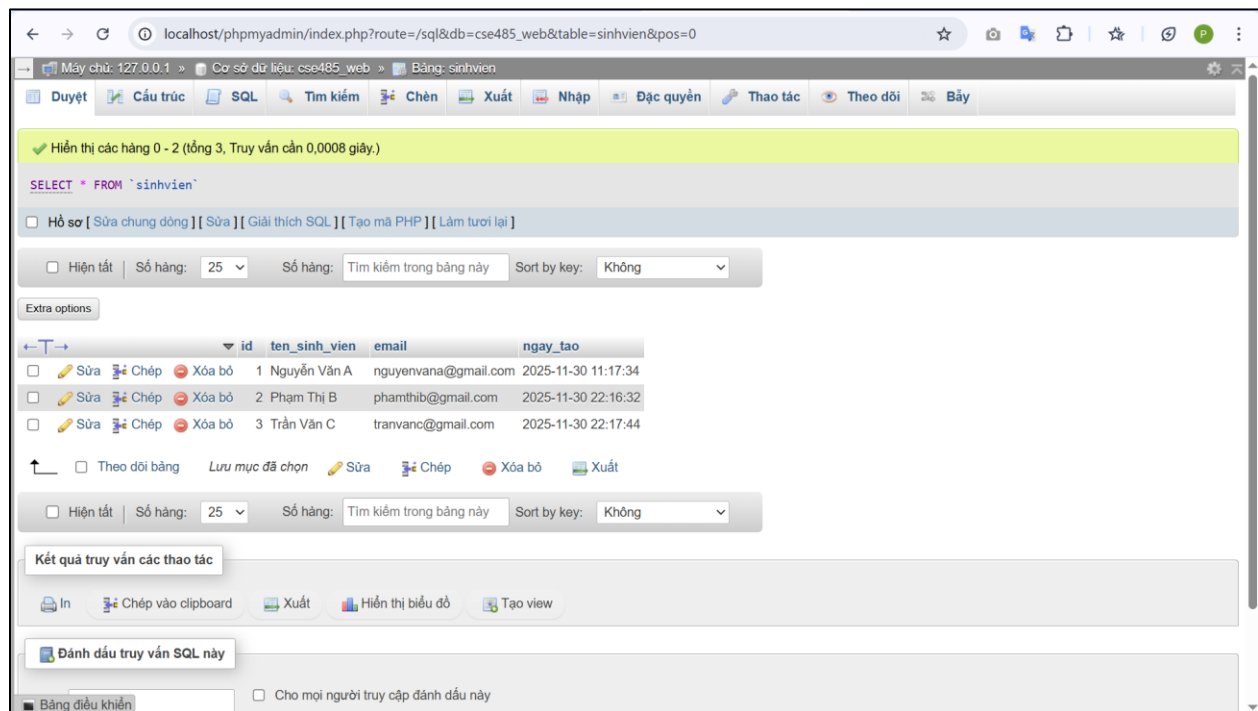 localhost/phpmyadmin/index.php?route=/sql&db=cse485_web&table=sinhvien&pos=0
P
Máy chủ: 127.0.0.1 » Cơ sở dữ liệu: cse485_web » Bảng: sinhvien
Duyệt Cấu trúc SQL Tìm kiếm Chèn Xuất Nhập Đặc quyền Thao tác Theo dõi Bẫy
Hiển thị các hàng 0 - 2 (tổng 3, Truy vấn cần 0,0008 giây.)
SELECT * FROM `sinhvien`
Hồ sơ [ Sửa chung dòng ] [ Sửa ] [ Giải thích SQL ] [ Tạo mã PHP ] [ Làm tươi lại ]
Hiện tất | Số hàng: 25 Số hàng: Tìm kiếm trong bảng này Sort by key: Không
Extra options
←T→ id ten_sinh_vien email ngay_tao
Sửa Chép Xóa bỏ 1 Nguyễn Văn A nguyenvana@gmail.com 2025-11-30 11:17:34
Sửa Chép Xóa bỏ 2 Phạm Thị B phamthib@gmail.com 2025-11-30 22:16:32
Sửa Chép Xóa bỏ 3 Trần Văn C tranvanc@gmail.com 2025-11-30 22:17:44
Theo dõi bảng Lưu mục đã chọn Sửa Chép Xóa bỏ Xuất
Hiện tất | Số hàng: 25 Số hàng: Tìm kiếm trong bảng này Sort by key: Không
Kết quả truy vấn các thao tác
In Chép vào clipboard Xuất Hiển thị biểu đồ Tạo view
Đánh dấu truy vấn SQL này
Cho mọi người truy cập đánh dấu này
Bảng điều khiển